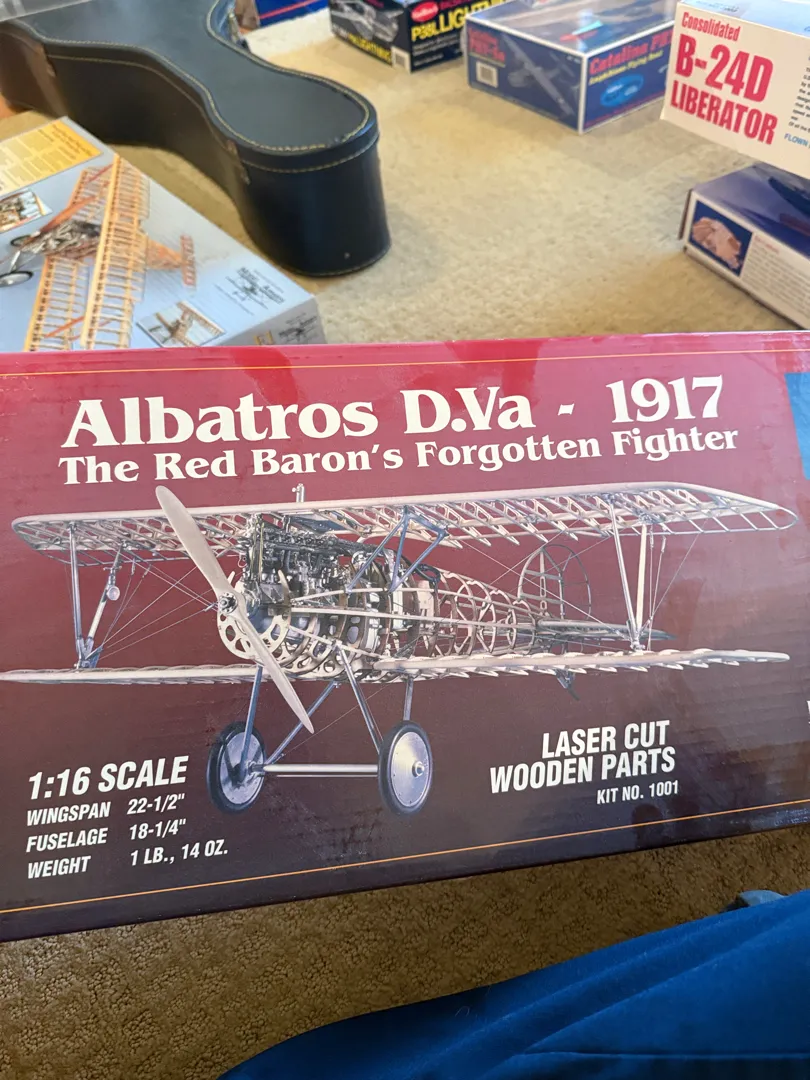 P38 LIGHTNING
Catalina PBY-5a
Consolidated
B-24D
LIBERATOR
FLOWN
Albatros D.Va - 1917
The Red Baron's Forgotten Fighter
1:16 SCALE
WINGSPAN 22-1/2"
FUSELAGE 18-1/4"
WEIGHT 1 LB., 14 OZ.
LASER CUT
WOODEN PARTS
KIT NO. 1001